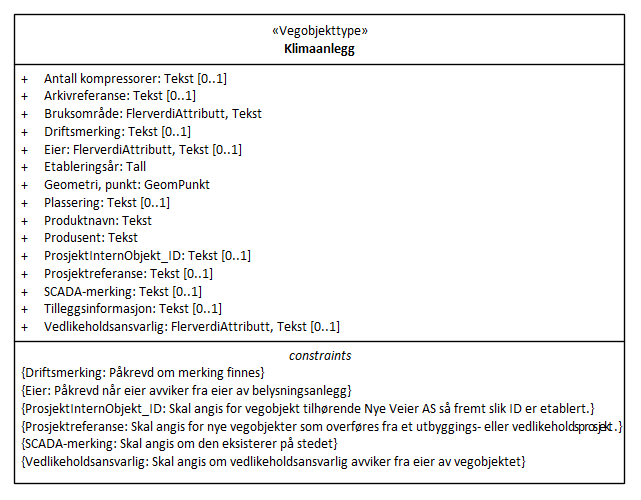 «Vegobjekttype»
Klimaanlegg
+ Antall kompressorer: Tekst [0..1]
+ Arkivreferanse: Tekst [0..1]
+ Bruksområde: FlerverdiAttributt, Tekst
+ Driftsmerking: Tekst [0..1]
+ Eier: FlerverdiAttributt, Tekst [0..1]
+ Etableringsår: Tall
+ Geometri, punkt: GeomPunkt
+ Plassering: Tekst [0..1]
+ Produktnavn: Tekst
+ Produsent: Tekst
+ ProsjektInternObjekt_ID: Tekst [0..1]
+ Prosjektreferanse: Tekst [0..1]
+ SCADA-merking: Tekst [0..1]
+ Tilleggsinformasjon: Tekst [0..1]
+ Vedlikeholdsansvarlig: FlerverdiAttributt, Tekst [0..1]
constraints
{Driftsmerking: Påkrevd om merking finnes}
{Eier: Påkrevd når eier avviker fra eier av belysningsanlegg}
{ProsjektInternObjekt_ID: Skal angis for vegobjekt tilhørende Nye Veier AS så fremt slik ID er etablert.}
{Prosjektreferanse: Skal angis for nye vegobjekter som overføres fra et utbyggings- eller vedlikeholdsprosjekt.}
{SCADA-merking: Skal angis om den eksisterer på stedet}
{Vedlikeholdsansvarlig: Skal angis om vedlikeholdsansvarlig avviker fra eier av vegobjektet}